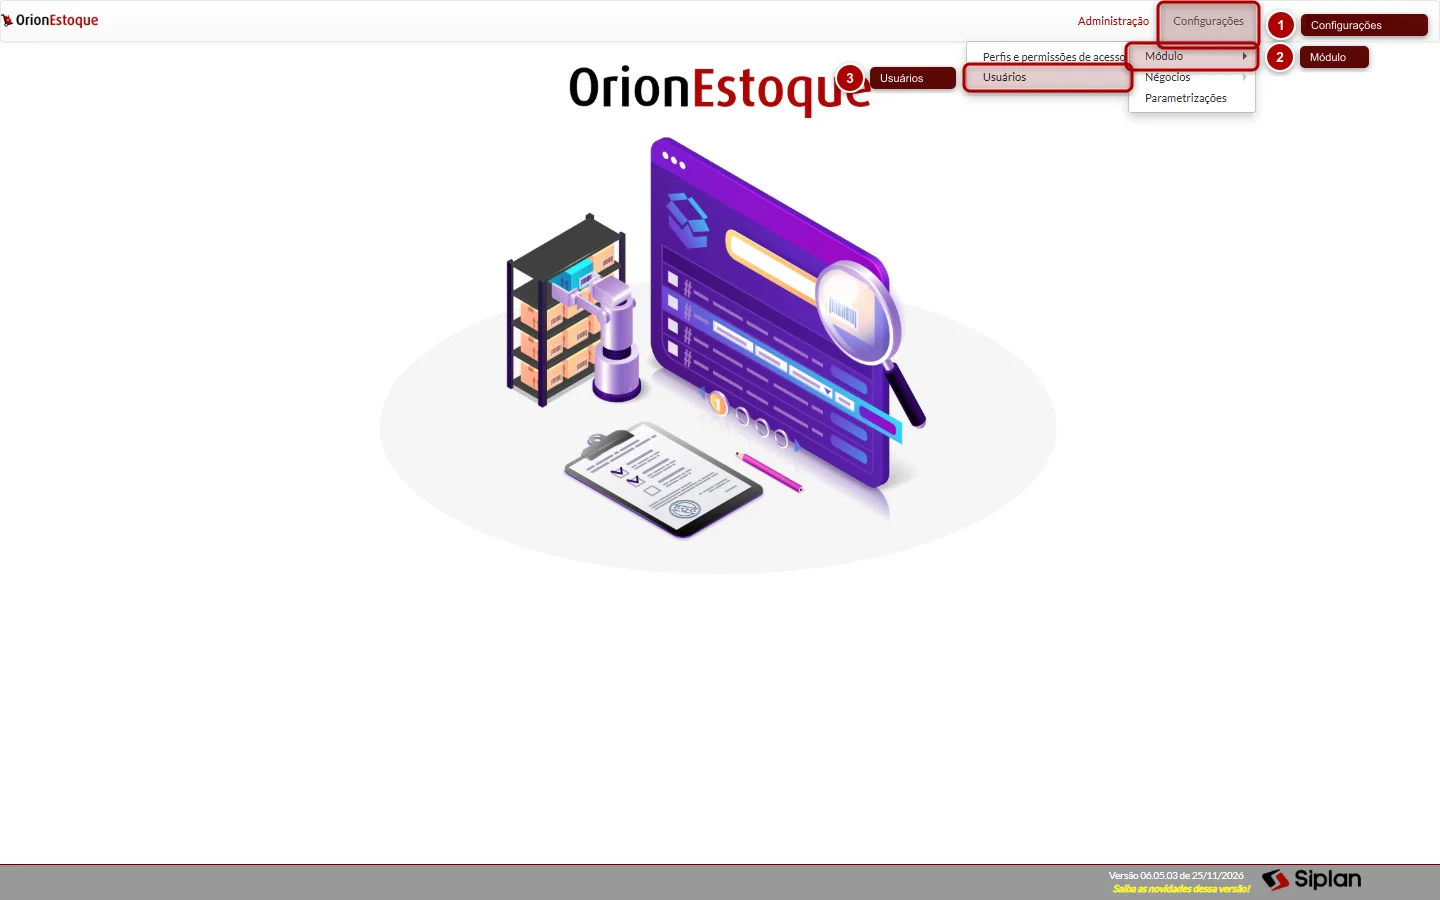 OrionEstoque
Administração
Configurações
1
Configurações
Perfis e permissões de acesso
Módulo
2
Módulo
3
Usuários
Usuários
Négocios
Parametrizações
OrionEstoque
1
Versão 06.05.03 de 25/11/2026
Saiba as novidades dessa versão!
Siplan